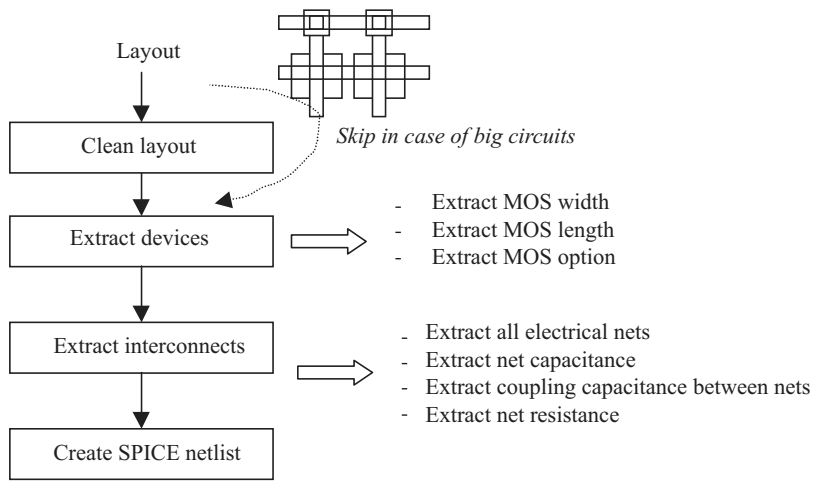 Layout
Skip in case of big circuits
Clean layout
Extract devices
- Extract MOS width
- Extract MOS length
- Extract MOS option
Extract interconnects
- Extract all electrical nets
- Extract net capacitance
- Extract coupling capacitance between nets
- Extract net resistance
Create SPICE netlist